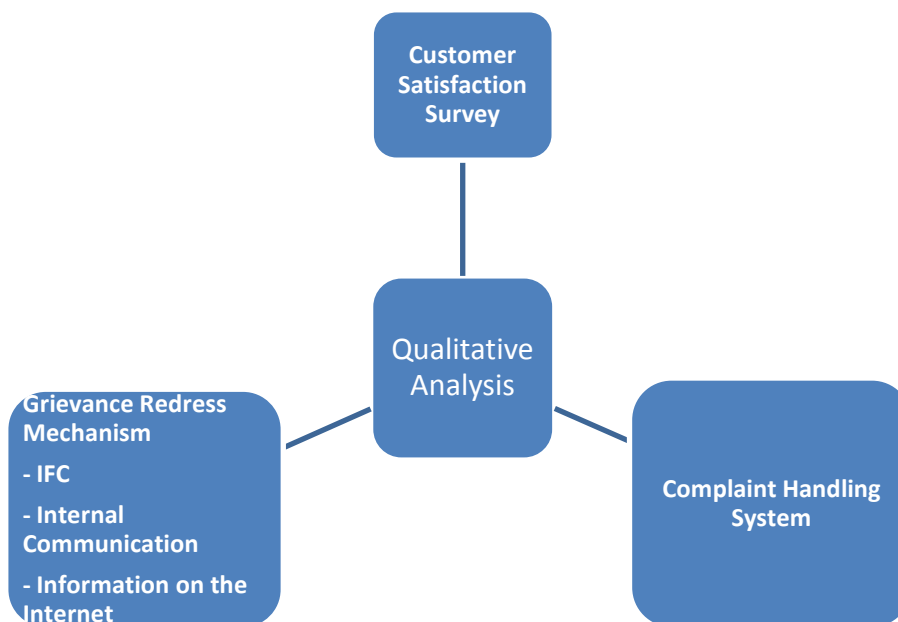 Customer
Satisfaction
Survey
Qualitative
Analysis
Grievance Redress
Mechanism
- IFC
- Internal
Communication
- Information on the
Internet
Complaint Handling
System